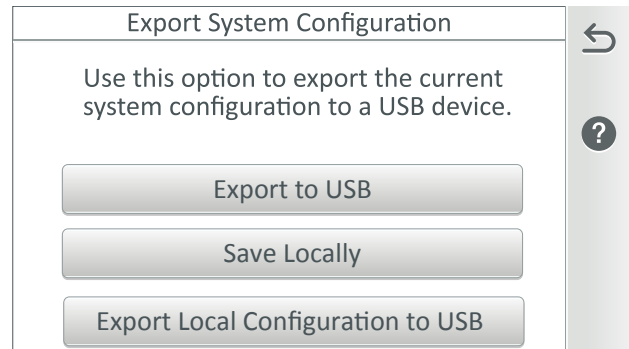 Export System Configuration
Use this option to export the current
system configuration to a USB device.
Export to USB
Save Locally
Export Local Configuration to USB
?